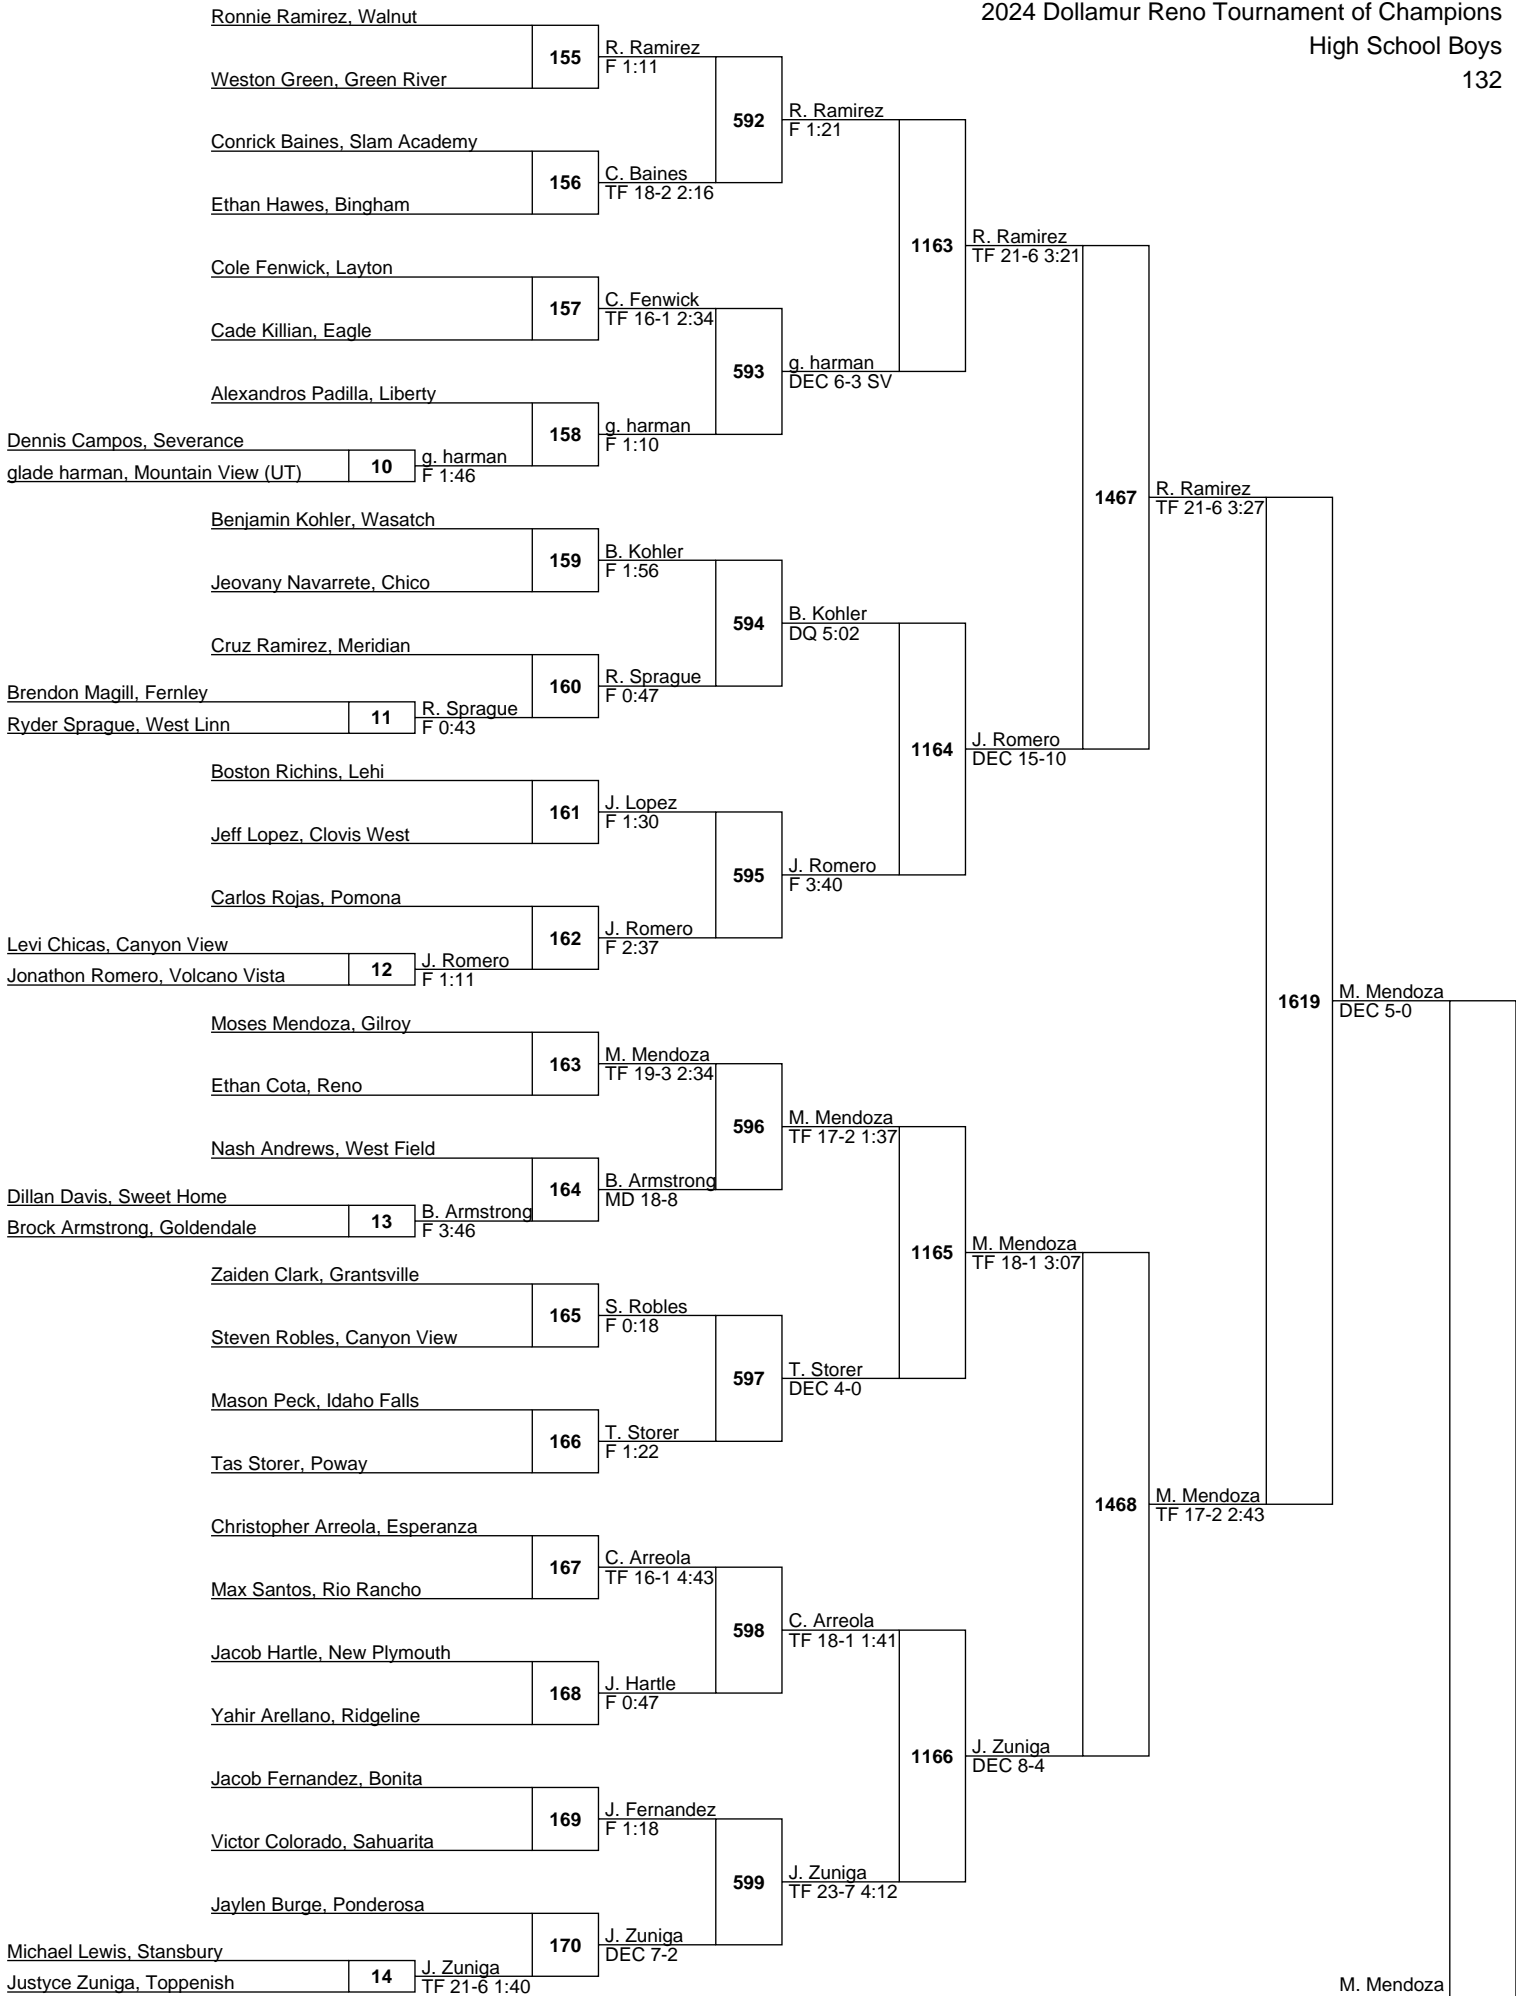 2024 Dollamur Reno Tournament of Champions
High School Boys
132
Ronnie Ramirez, Walnut
155
R. Ramirez
F 1:11
Weston Green, Green River
592
R. Ramirez
F 1:21
Conrick Baines, Slam Academy
156
C. Baines
TF 18-2 2:16
Ethan Hawes, Bingham
1163
R. Ramirez
TF 21-6 3:21
Cole Fenwick, Layton
157
C. Fenwick
TF 16-1 2:34
Cade Killian, Eagle
593
g. harman
DEC 6-3 SV
Alexandros Padilla, Liberty
158
g. harman
F 1:10
Dennis Campos, Severance
10
g. harman
F 1:46
glade harman, Mountain View (UT)
1467
R. Ramirez
TF 21-6 3:27
Benjamin Kohler, Wasatch
159
B. Kohler
F 1:56
Jeovany Navarrete, Chico
594
B. Kohler
DQ 5:02
Cruz Ramirez, Meridian
160
R. Sprague
F 0:47
Brendon Magill, Fernley
11
R. Sprague
F 0:43
Ryder Sprague, West Linn
1164
J. Romero
DEC 15-10
Boston Richins, Lehi
161
J. Lopez
F 1:30
Jeff Lopez, Clovis West
595
J. Romero
F 3:40
Carlos Rojas, Pomona
162
J. Romero
F 2:37
Levi Chicas, Canyon View
12
J. Romero
F 1:11
Jonathon Romero, Volcano Vista
1619
M. Mendoza
DEC 5-0
Moses Mendoza, Gilroy
163
M. Mendoza
TF 19-3 2:34
Ethan Cota, Reno
596
M. Mendoza
TF 17-2 1:37
Nash Andrews, West Field
164
B. Armstrong
MD 18-8
Dillan Davis, Sweet Home
13
B. Armstrong
F 3:46
Brock Armstrong, Goldendale
1165
M. Mendoza
TF 18-1 3:07
Zaiden Clark, Grantsville
165
S. Robles
F 0:18
Steven Robles, Canyon View
597
T. Storer
DEC 4-0
Mason Peck, Idaho Falls
166
T. Storer
F 1:22
Tas Storer, Poway
1468
M. Mendoza
TF 17-2 2:43
Christopher Arreola, Esperanza
167
C. Arreola
TF 16-1 4:43
Max Santos, Rio Rancho
598
C. Arreola
TF 18-1 1:41
Jacob Hartle, New Plymouth
168
J. Hartle
F 0:47
Yahir Arellano, Ridgeline
1166
J. Zuniga
DEC 8-4
Jacob Fernandez, Bonita
169
J. Fernandez
F 1:18
Victor Colorado, Sahuarita
599
J. Zuniga
TF 23-7 4:12
Jaylen Burge, Ponderosa
170
J. Zuniga
DEC 7-2
Michael Lewis, Stansbury
14
J. Zuniga
TF 21-6 1:40
Justyce Zuniga, Toppenish
M. Mendoza